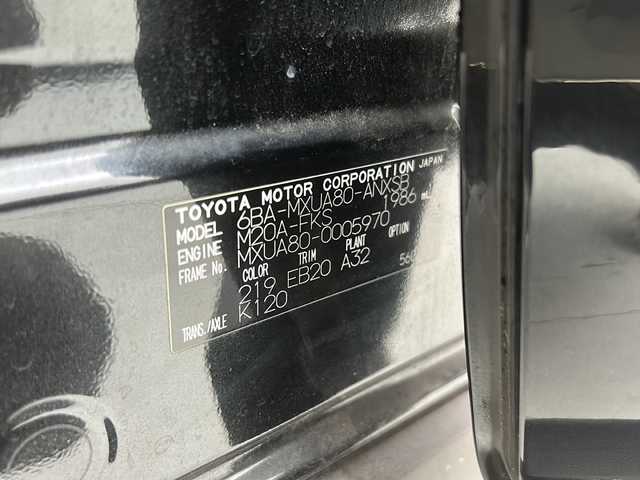 TOYOTA MOTOR CORPORATION JAPAN
MODEL 6BA-MXUA80-ANXSB
ENGINE M20A-FKS 1986 mL
FRAME No. MXUA80-0005970
COLOR TRIM PLANT OPTION
219 EB20 A32
TRANS./AXLE K120